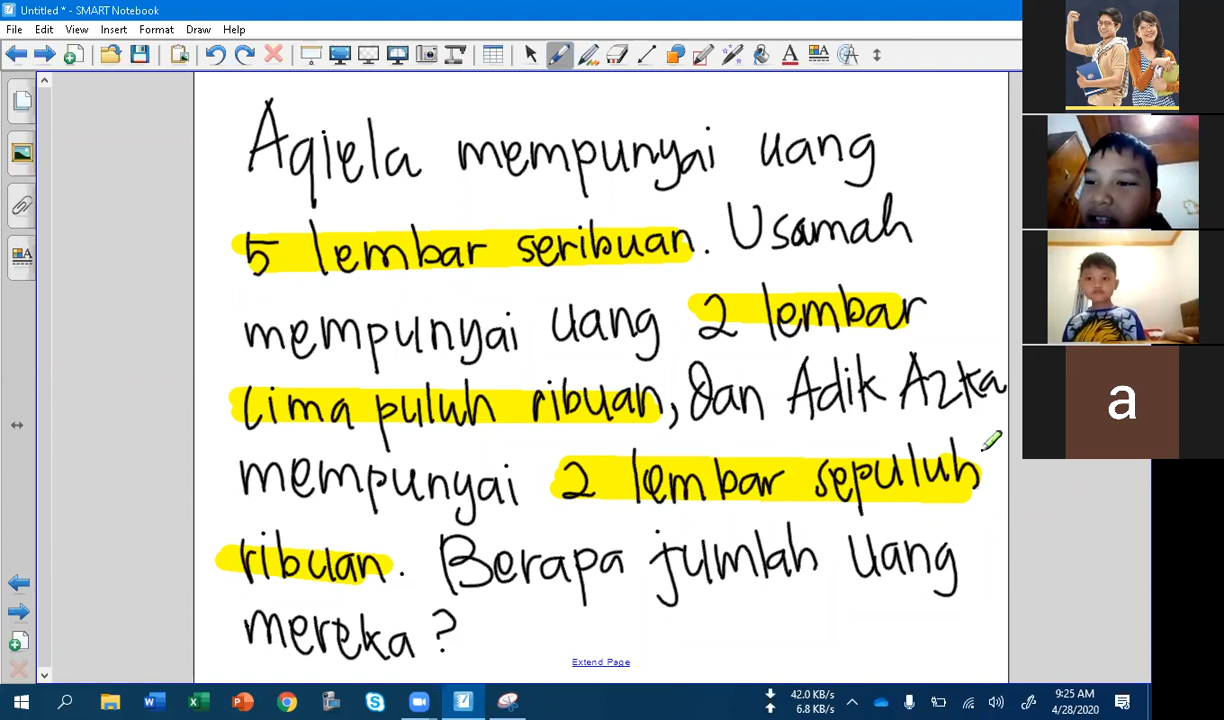 Untitled * - SMART Notebook
File Edit View Insert Format Draw Help
Aqiela mempunyai uang
5 lembar seribuan. Usamah
mempunyai uang 2 lembar
lima puluh ribuan, dan Adik Azka
mempunyai 2 lembar sepuluh
ribuan. Berapa jumlah uang
mereka?
Extend Page
a
42.0 KB/s
6.8 KB/s
9:25 AM
4/28/2020